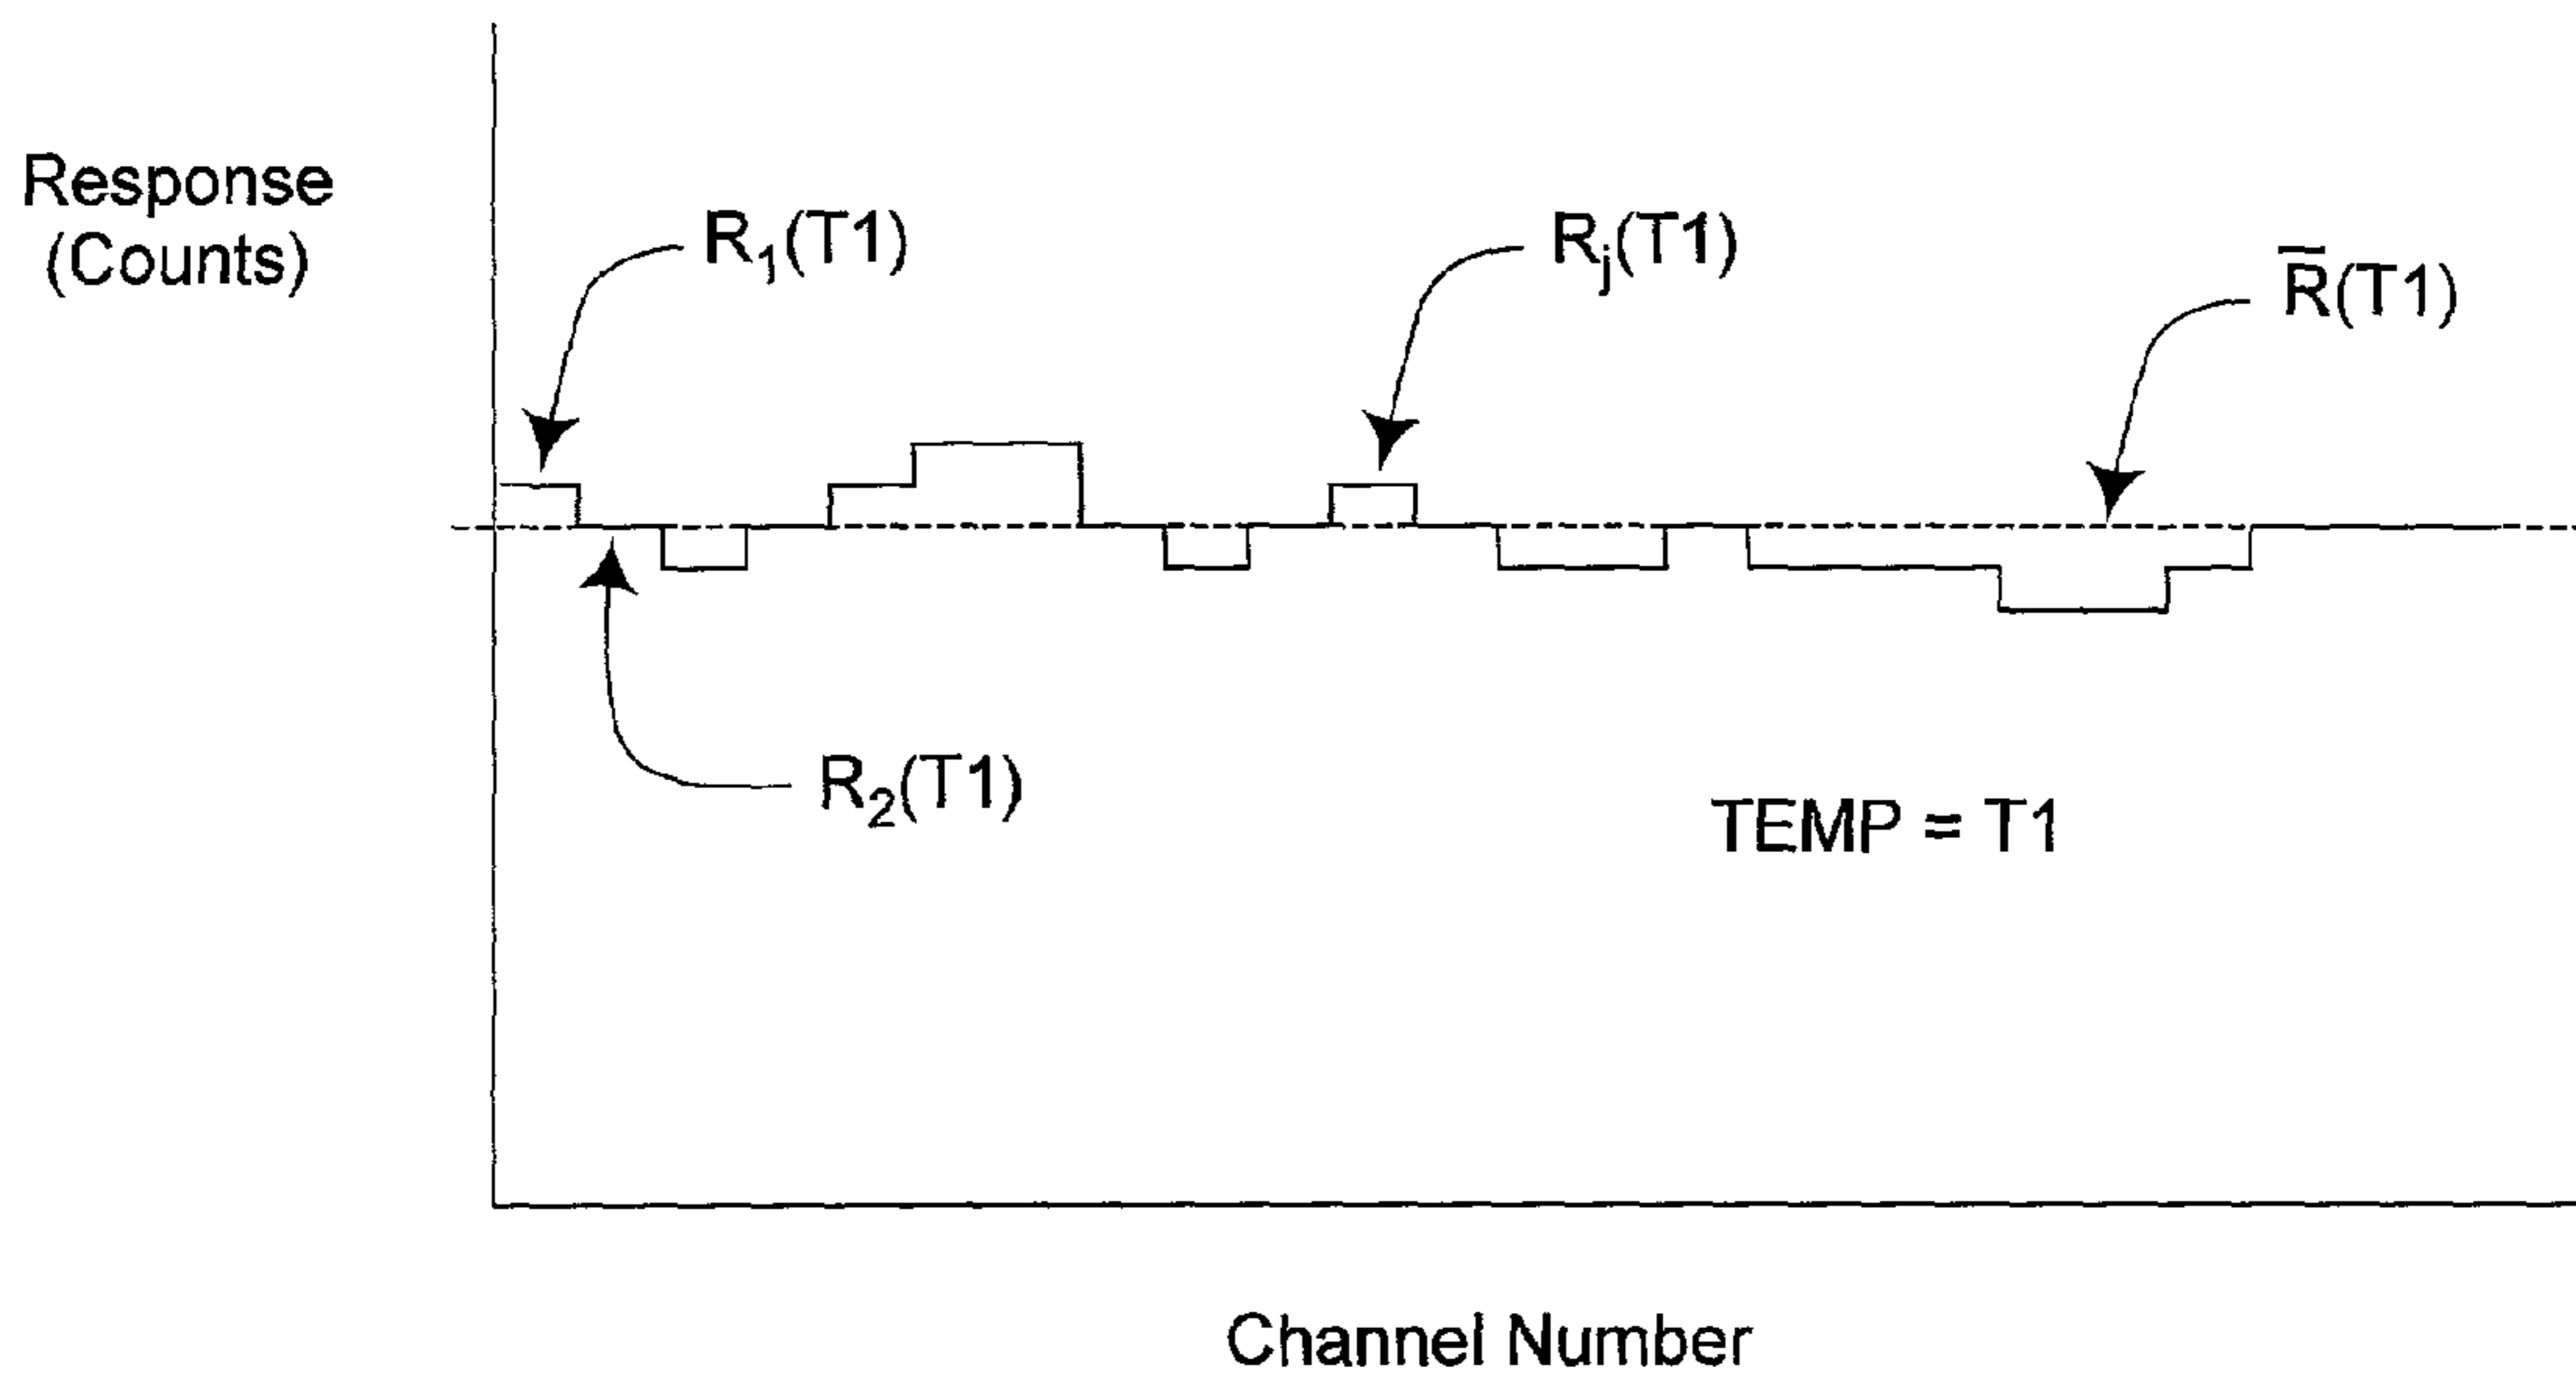 Response
(Counts)
R₁(T1)
Rⱼ(T1)
R̅(T1)
R₂(T1)
TEMP = T1
Channel Number